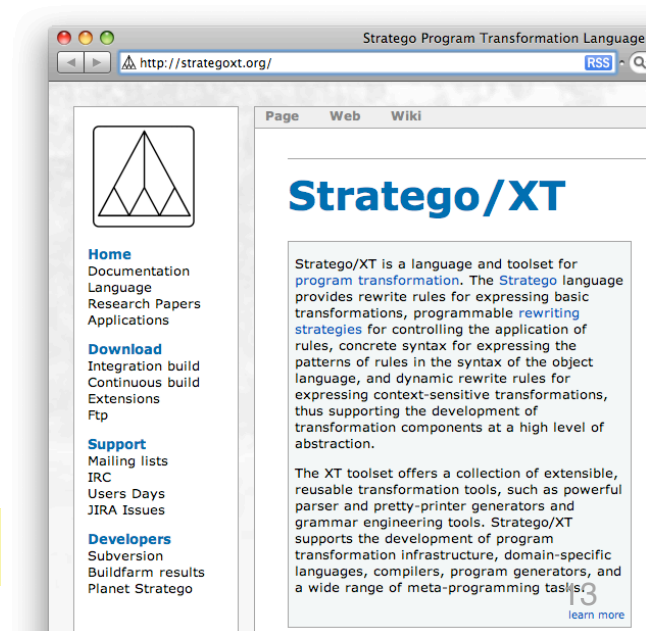 Stratego Program Transformation Language
http://strategoxt.org/
RSS
Page Web Wiki
Home
Documentation
Language
Research Papers
Applications
Download
Integration build
Continuous build
Extensions
Ftp
Support
Mailing lists
IRC
Users Days
JIRA Issues
Developers
Subversion
Buildfarm results
Planet Stratego
Stratego/XT
Stratego/XT is a language and toolset for
program transformation. The Stratego language
provides rewrite rules for expressing basic
transformations, programmable rewriting
strategies for controlling the application of
rules, concrete syntax for expressing the
patterns of rules in the syntax of the object
language, and dynamic rewrite rules for
expressing context-sensitive transformations,
thus supporting the development of
transformation components at a high level of
abstraction.
The XT toolset offers a collection of extensible,
reusable transformation tools, such as powerful
parser and pretty-printer generators and
grammar engineering tools. Stratego/XT
supports the development of program
transformation infrastructure, domain-specific
languages, compilers, program generators, and
a wide range of meta-programming tasks.
13
learn more